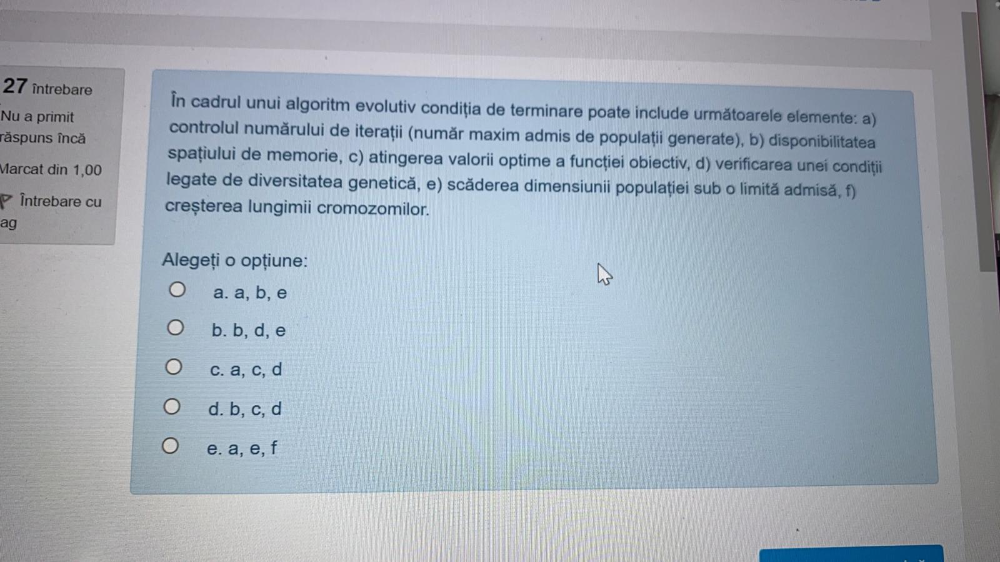 27 întrebare
Nu a primit
răspuns încă
Marcat din 1,00
Întrebare cu
ag
În cadrul unui algoritm evolutiv condiția de terminare poate include următoarele elemente: a)
controlul numărului de iterații (număr maxim admis de populații generate), b) disponibilitatea
spațiului de memorie, c) atingerea valorii optime a funcției obiectiv, d) verificarea unei condiții
legate de diversitatea genetică, e) scăderea dimensiunii populației sub o limită admisă, f)
creșterea lungimii cromozomilor.
Alegeți o opțiune:
a. a, b, e
b. b, d, e
c. a, c, d
d. b, c, d
e. a, e, f